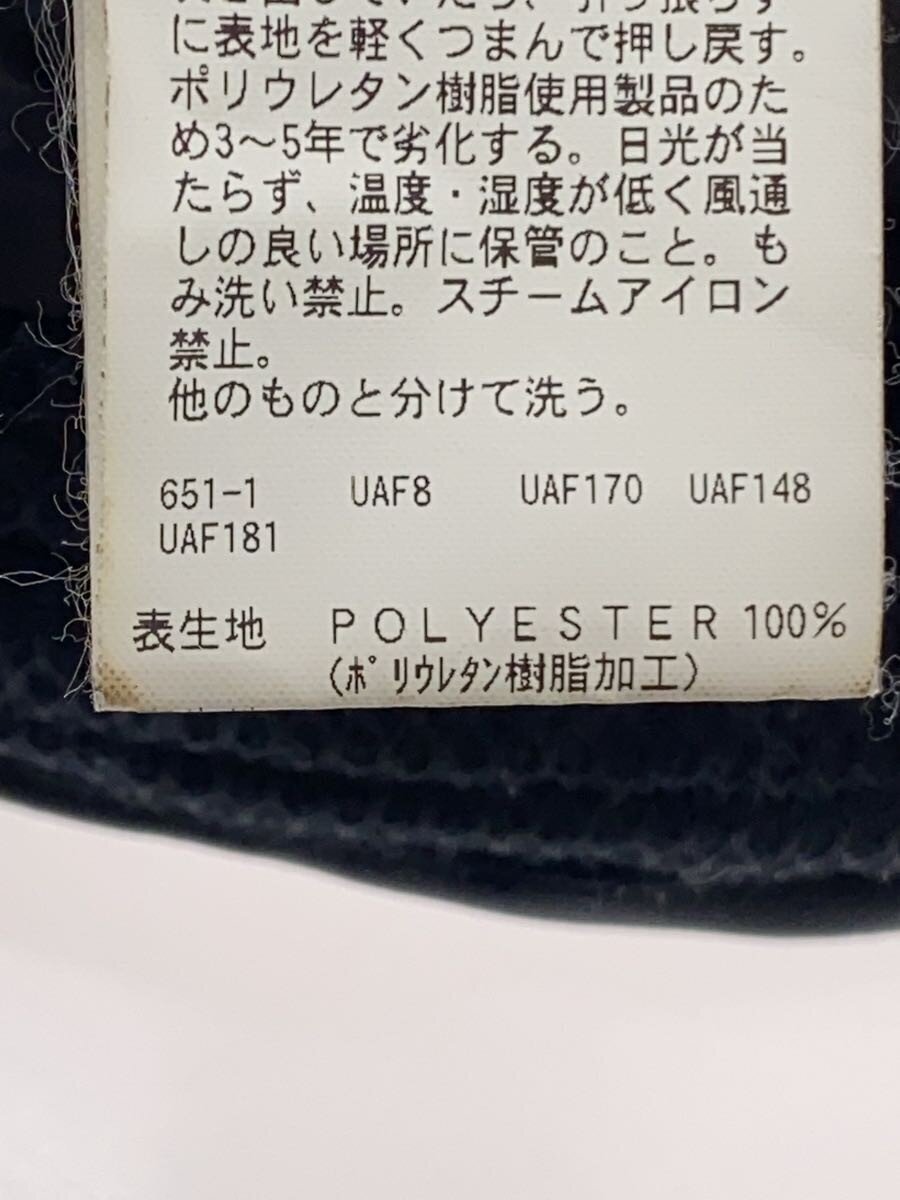 に表地を軽くつまんで押し戻す。
ポリウレタン樹脂使用製品のた
め3〜5年で劣化する。日光が当
たらず、温度・湿度が低く風通
しの良い場所に保管のこと。も
み洗い禁止。スチームアイロン
禁止。
他のものと分けて洗う。
651-1 UAF8 UAF170 UAF148
UAF181
表生地 POLYESTER 100%
(ﾎﾟﾘｳﾚﾀﾝ樹脂加工)